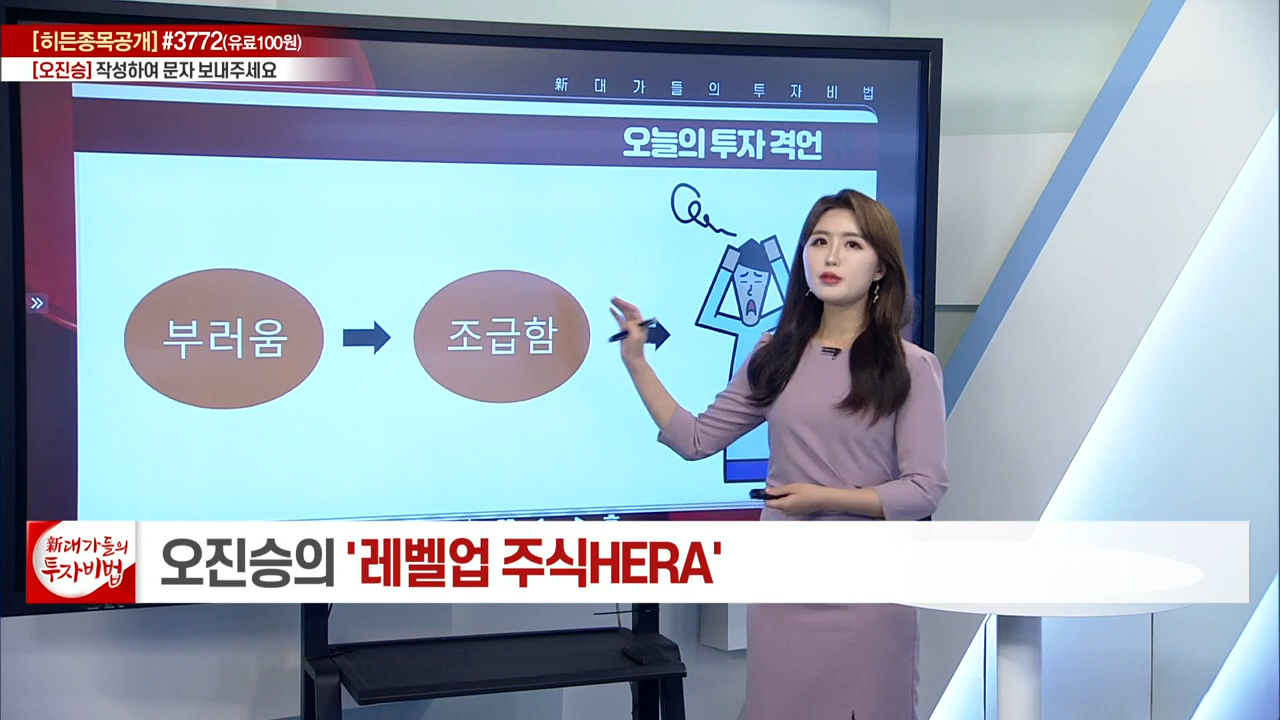 [히든종목공개] #3772(유료100원)
[오진승] 작성하여 문자 보내주세요
新 대가들의 투자비법
오늘의 투자 격언
»
부러움
조급함
新대가들의
투자비법
오진승의 '레벨업 주식HERA'